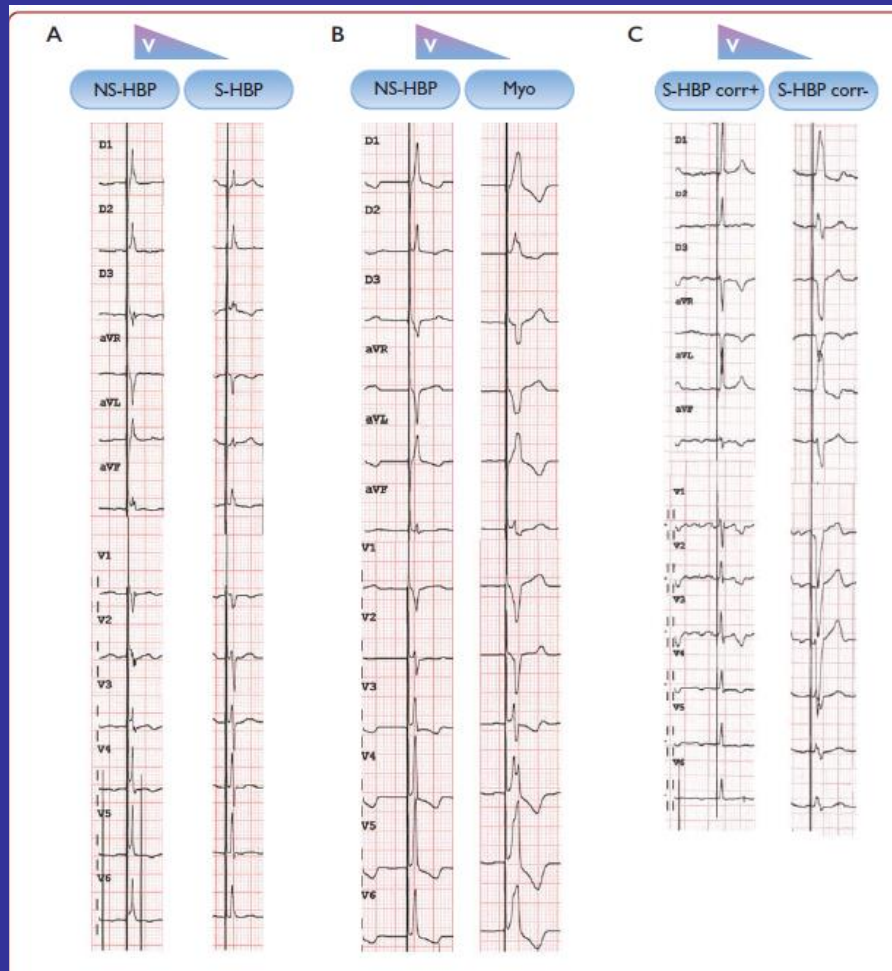 A
V
NS-HBP
S-HBP
D1
D2
D3
aVR
aVL
aVF
V1
V2
V3
V4
V5
V6
B
V
NS-HBP
Myo
D1
D2
D3
aVR
aVL
aVF
V1
V2
V3
V4
V5
V6
C
V
S-HBP corr+
S-HBP corr-
D1
D2
D3
aVR
aVL
aVF
V1
V2
V3
V4
V5
V6